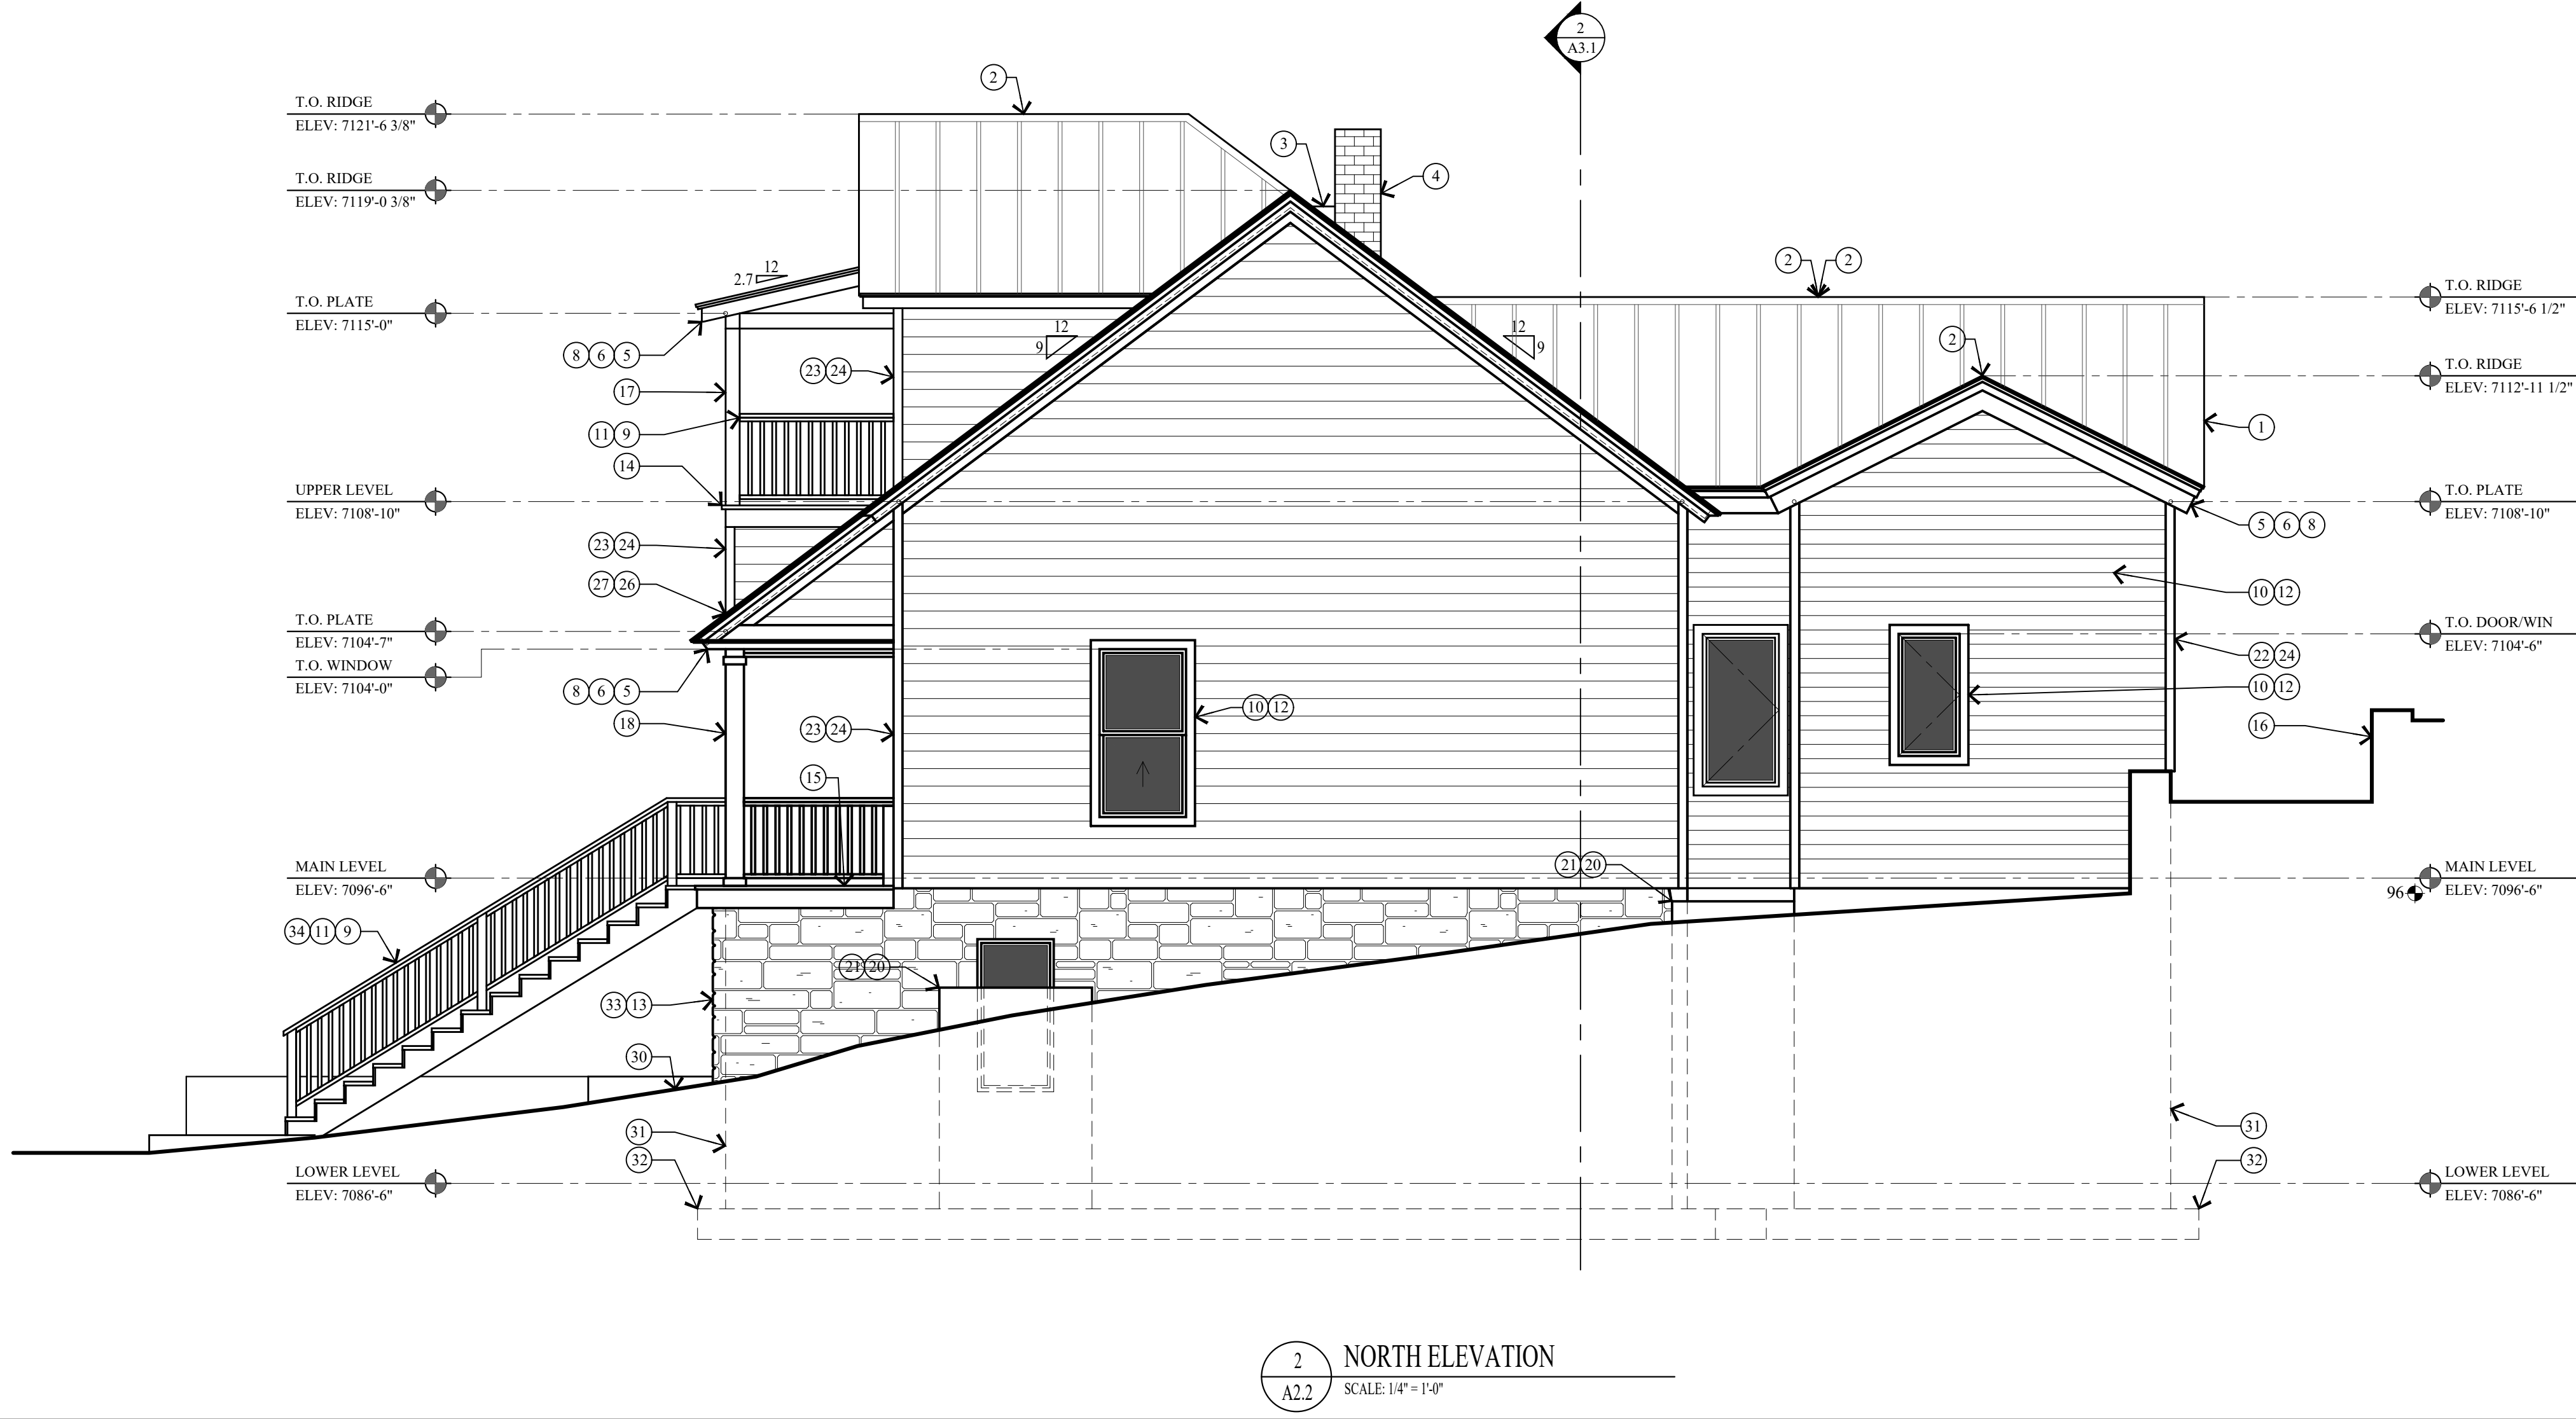 2
A3.1
2
T.O. RIDGE
ELEV: 7121'-6 3/8"
3
4
T.O. RIDGE
ELEV: 7119'-0 3/8"
12
2.7
2 2
T.O. RIDGE
ELEV: 7115'-6 1/2"
T.O. PLATE
ELEV: 7115'-0"
12
9
12
9
2
8 6 5
23 24
T.O. RIDGE
ELEV: 7112'-11 1/2"
17
11 9
1
14
UPPER LEVEL
ELEV: 7108'-10"
T.O. PLATE
ELEV: 7108'-10"
5 6 8
23 24
27 26
10 12
T.O. PLATE
ELEV: 7104'-7"
T.O. DOOR/WIN
ELEV: 7104'-6"
T.O. WINDOW
ELEV: 7104'-0"
22 24
8 6 5
10 12
10 12
18
23 24
16
15
MAIN LEVEL
ELEV: 7096'-6"
21 20
MAIN LEVEL
ELEV: 7096'-6"
96
34 11 9
21 20
33 13
30
31
32
31
32
LOWER LEVEL
ELEV: 7086'-6"
LOWER LEVEL
ELEV: 7086'-6"
2
A2.2
NORTH ELEVATION
SCALE: 1/4" = 1'-0"